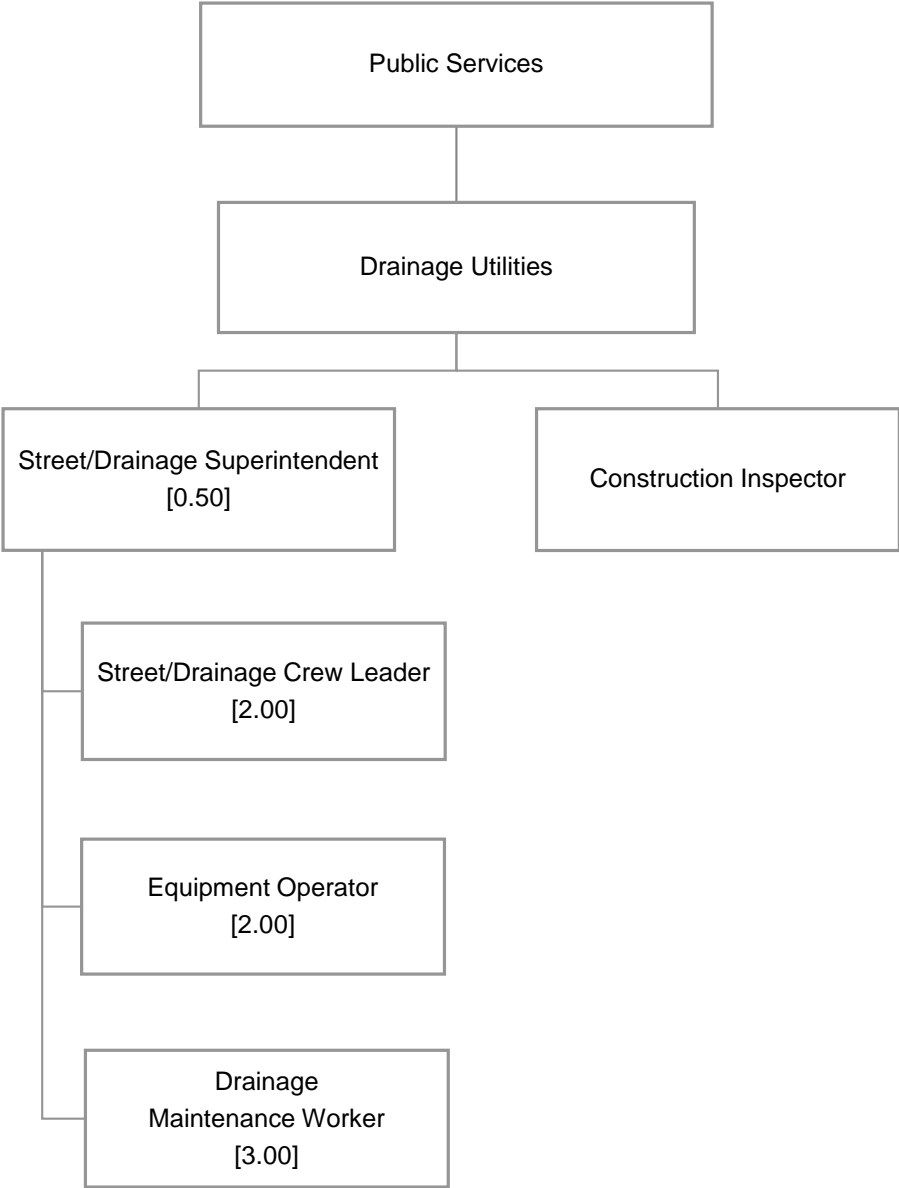 Public Services
Drainage Utilities
Street/Drainage Superintendent
[0.50]
Construction Inspector
Street/Drainage Crew Leader
[2.00]
Equipment Operator
[2.00]
Drainage
Maintenance Worker
[3.00]